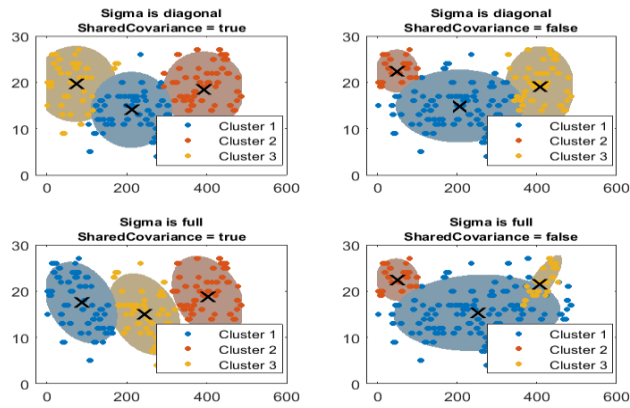 Sigma is diagonal
SharedCovariance = true
30
20
10
0
0 200 400 600
Cluster 1
Cluster 2
Cluster 3
Sigma is diagonal
SharedCovariance = false
30
20
10
0
0 200 400 600
Cluster 1
Cluster 2
Cluster 3
Sigma is full
SharedCovariance = true
30
20
10
0
0 200 400 600
Cluster 1
Cluster 2
Cluster 3
Sigma is full
SharedCovariance = false
30
20
10
0
0 200 400 600
Cluster 1
Cluster 2
Cluster 3